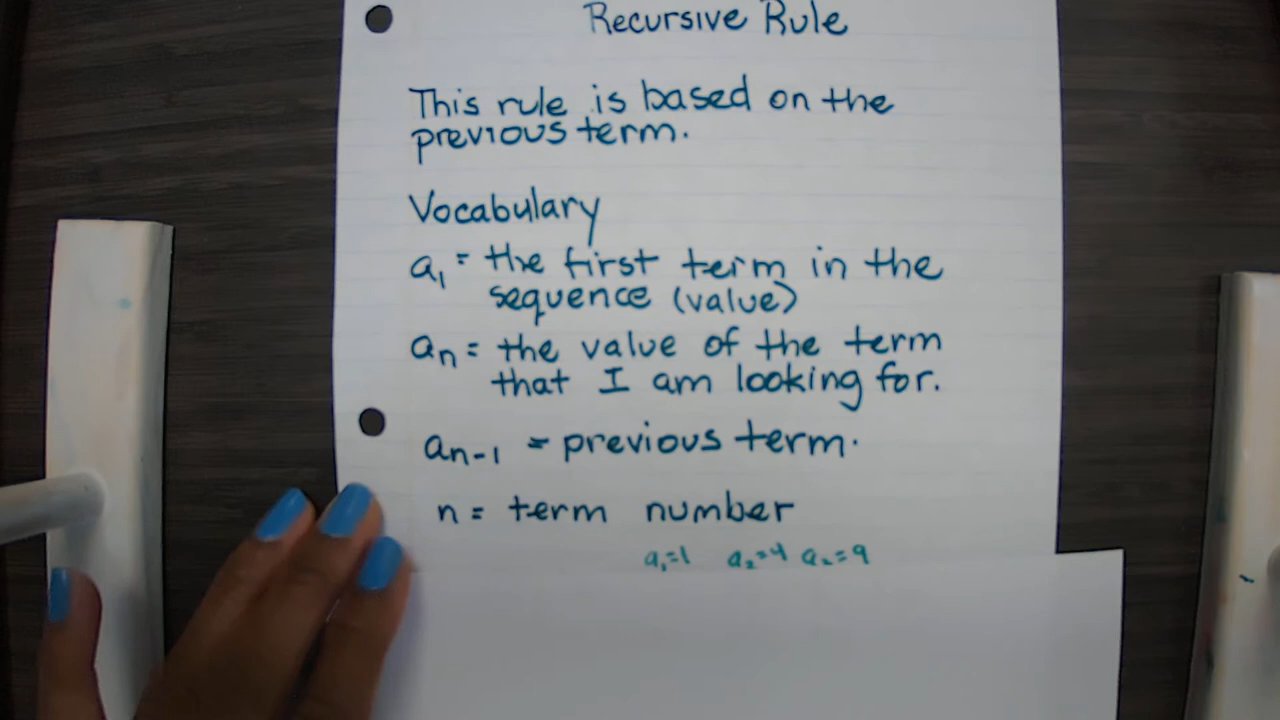 Recursive Rule
This rule is based on the
previous term.
Vocabulary
a₁ = the first term in the
sequence (value)
aₙ = the value of the term
that I am looking for.
aₙ₋₁ = previous term.
n = term number
a₁=1 a₂=4 a₂=9